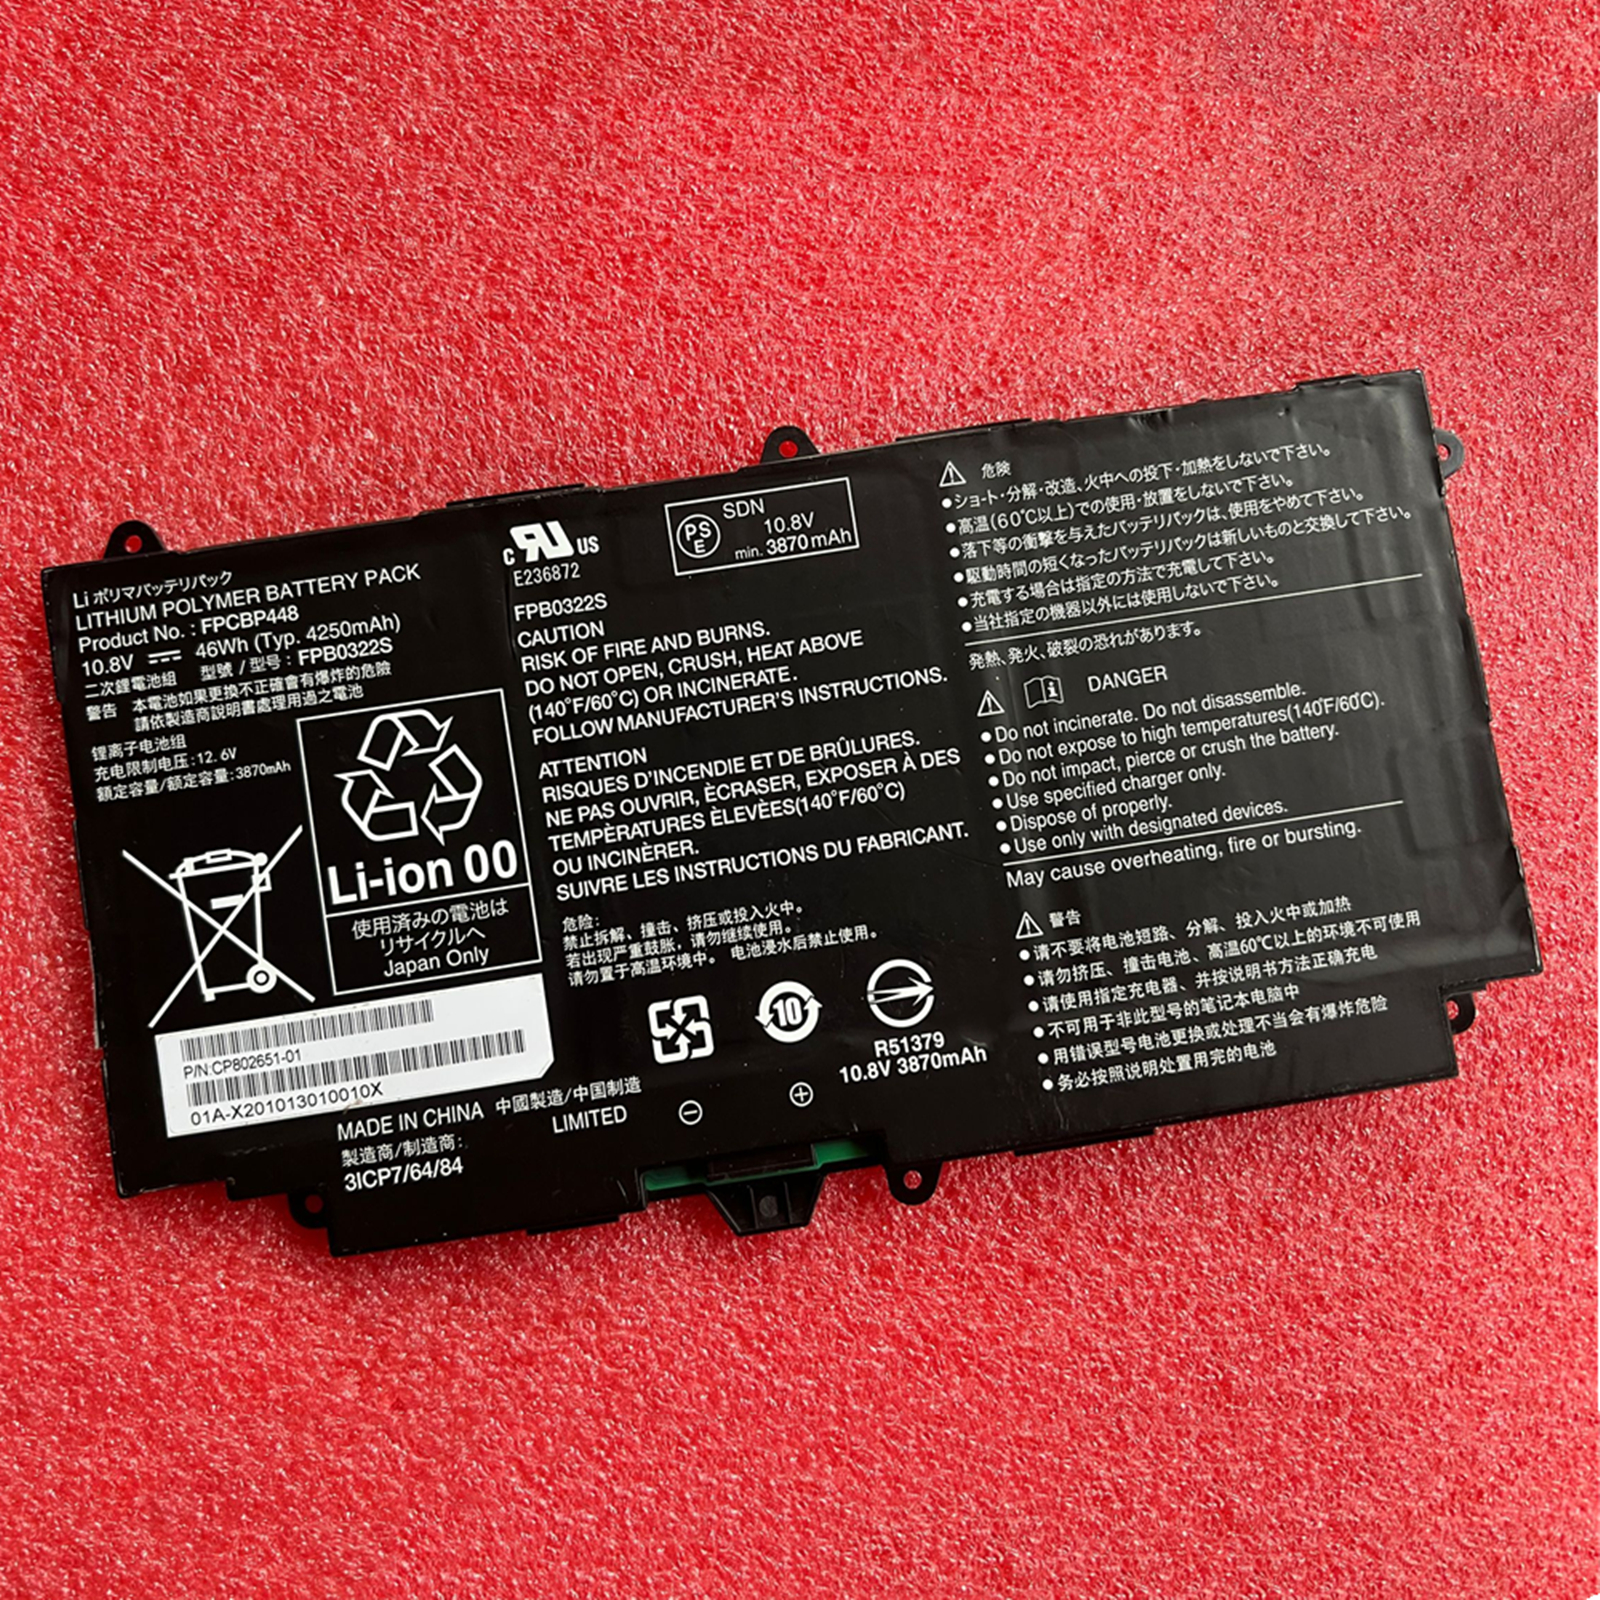 Li ポリマバッテリパック
LITHIUM POLYMER BATTERY PACK
Product No. : FPCBP448
10.8V 46Wh (Typ. 4250mAh)
二次鋰電池組 型號 / 型号 : FPB0322S
警告 本電池如果更換不正確會有爆炸的危險
請依製造商說明書處理用過之電池
锂离子电池组
充电限制电压:12.6V
額定容量/额定容量:3870mAh
Li-ion 00
使用済みの電池は
リサイクルへ
Japan Only
P/N:CP802651-01
01A-X201013010010X
MADE IN CHINA 中國製造/中国制造
製造商/制造商: LIMITED
3ICP7/64/84
C RU US
E236872
PS
E
SDN
10.8V
min. 3870mAh
FPB0322S
CAUTION
RISK OF FIRE AND BURNS.
DO NOT OPEN, CRUSH, HEAT ABOVE
(140°F/60°C) OR INCINERATE.
FOLLOW MANUFACTURER'S INSTRUCTIONS.
ATTENTION
RISQUES D'INCENDIE ET DE BRÛLURES.
NE PAS OUVRIR, ÈCRASER, EXPOSER À DES
TEMPÈRATURES ÈLEVÈES(140°F/60°C)
OU INCINÈRER.
SUIVRE LES INSTRUCTIONS DU FABRICANT.
危险:
禁止拆解、撞击、挤压或投入火中。
若出现严重鼓胀，请勿继续使用。
请勿置于高温环境中。 电池浸水后禁止使用。
10
R51379
10.8V 3870mAh
⊖ ⊕
危険
●ショート・分解・改造、火中への投下・加熱をしないで下さい。
●高温(60℃以上)での使用・放置をしないで下さい。
●落下等の衝撃を与えたバッテリパックは、使用をやめて下さい。
●駆動時間の短くなったバッテリパックは新しいものと交換して下さい。
●充電する場合は指定の方法で充電して下さい。
●当社指定の機器以外には使用しないで下さい。
発熱、発火、破裂の恐れがあります。
DANGER
●Do not incinerate. Do not disassemble.
●Do not expose to high temperatures(140°F/60°C).
●Do not impact, pierce or crush the battery.
●Use specified charger only.
●Dispose of properly.
●Use only with designated devices.
May cause overheating, fire or bursting.
警告
●请不要将电池短路、分解、投入火中或加热
●请勿挤压、撞击电池、高温60℃以上的环境不可使用
●请使用指定充电器、并按说明书方法正确充电
●不可用于非此型号的笔记本电脑中
●用错误型号电池更换或处理不当会有爆炸危险
●务必按照说明处置用完的电池